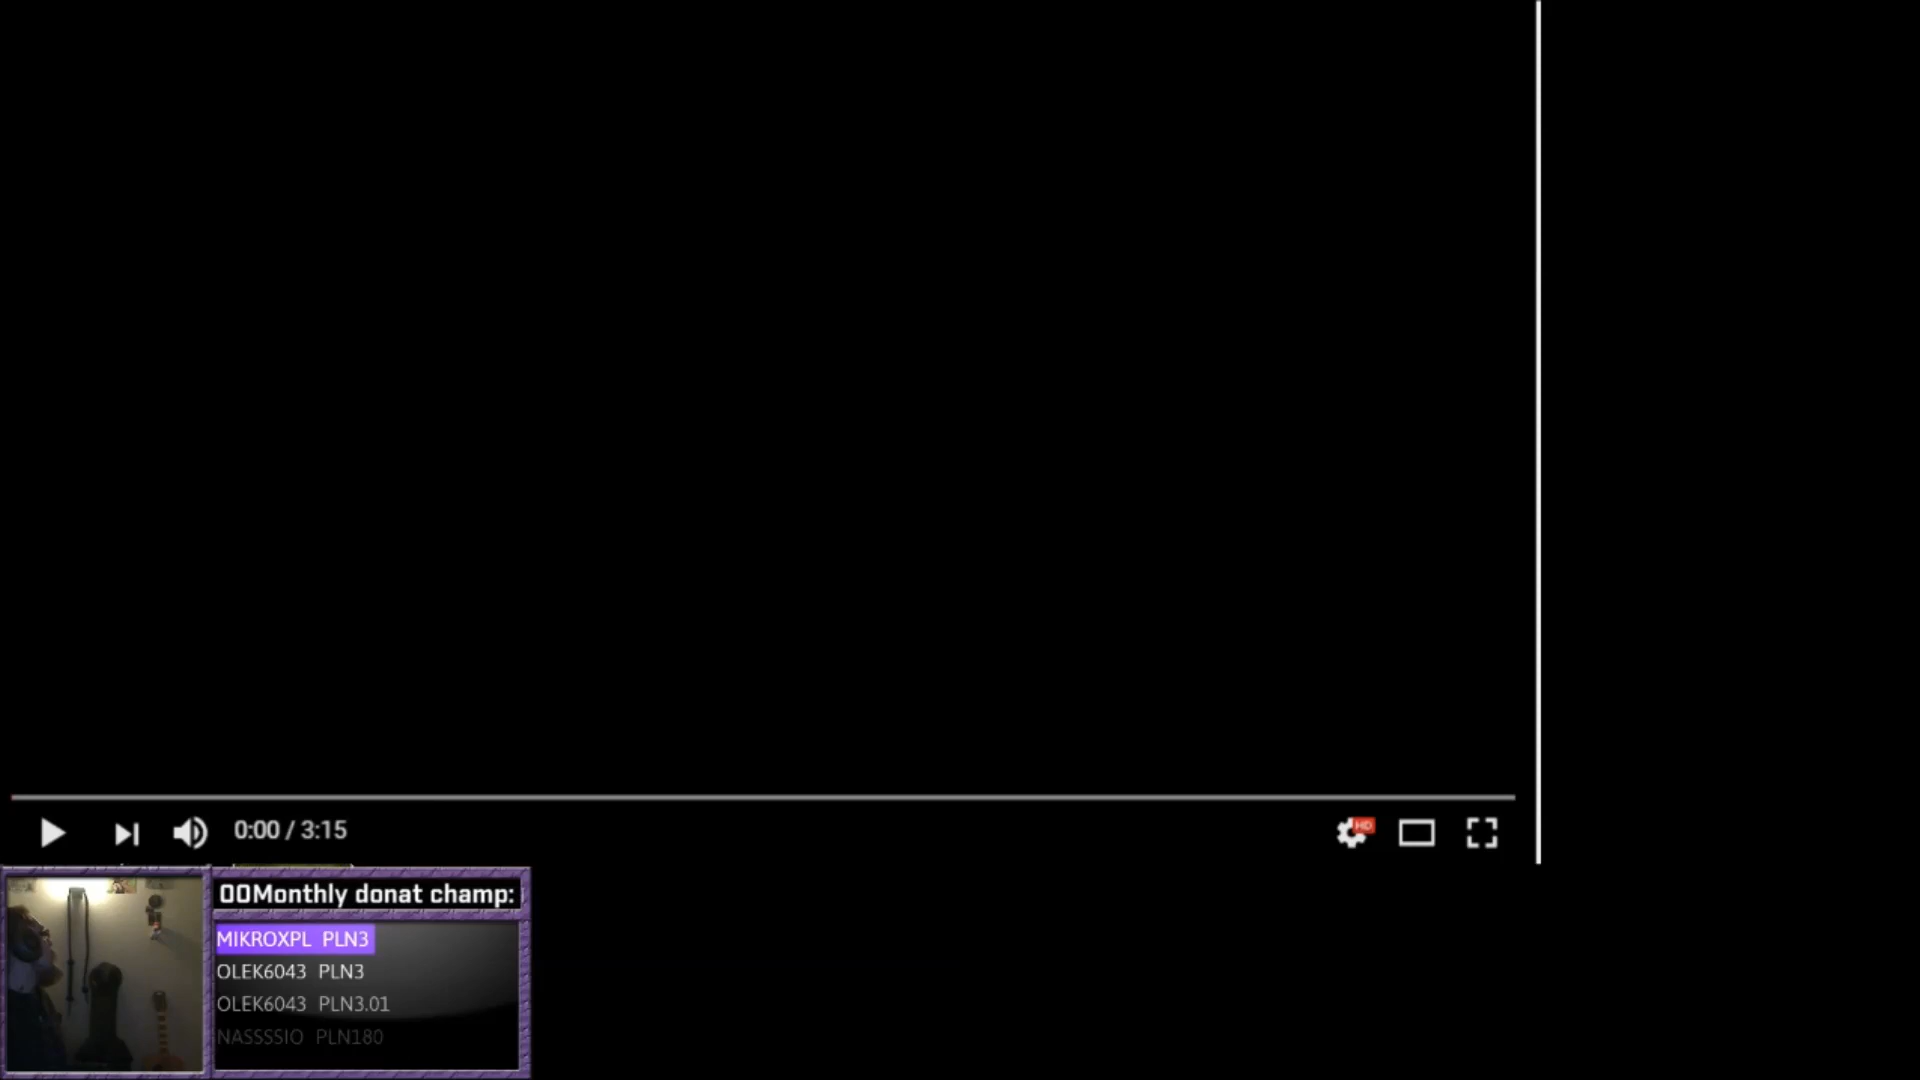 0:00 / 3:15
HD
00Monthly donat champ:
MIKROXPL PLN3
OLEK6043 PLN3
OLEK6043 PLN3.01
NASSSSIO PLN180